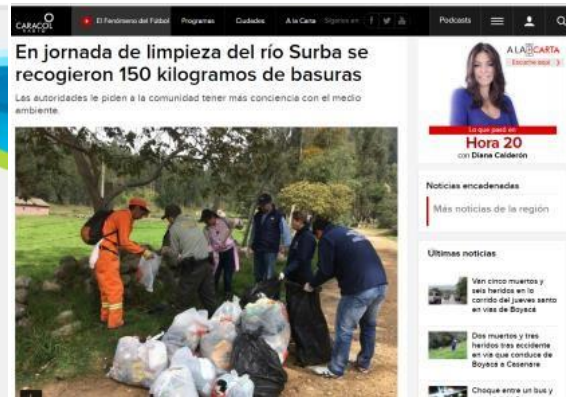 CARACOL
RADIO
El Fenómeno del Fútbol Programas Ciudades A la Carta Síguenos en: Podcasts
En jornada de limpieza del río Surba se
recogieron 150 kilogramos de basuras
Las autoridades le piden a la comunidad tener más conciencia con el medio
ambiente.
A LA CARTA
Escuche aquí
Lo que pasó en
Hora 20
con Diana Calderón
Noticias encadenadas
Más noticias de la región
Últimas noticias
Van cinco muertos y
seis heridos en lo
corrido del jueves santo
en vías de Boyacá
Dos muertos y tres
heridos tras accidente
en vía que conduce de
Boyacá a Casanare
Choque entre un bus y